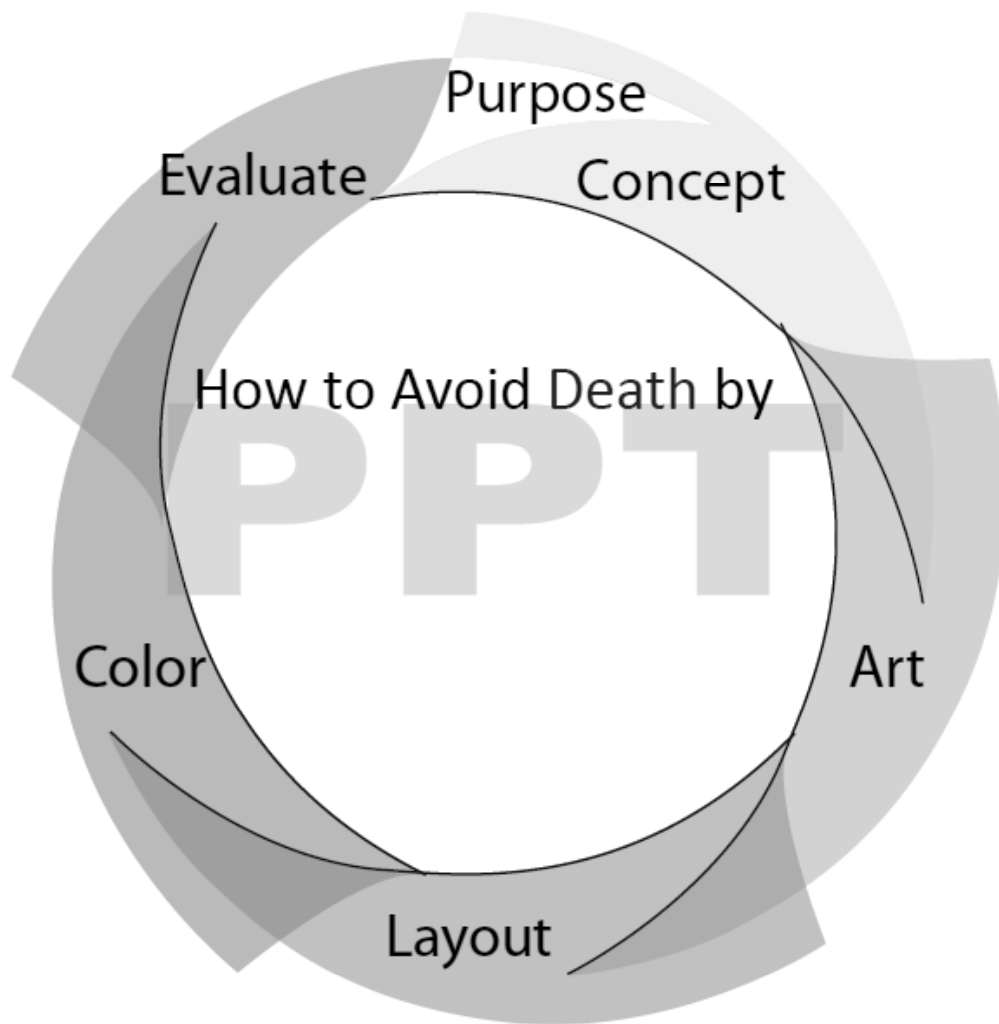 Purpose
Evaluate
Concept
How to Avoid Death by
PPT
Color
Art
Layout